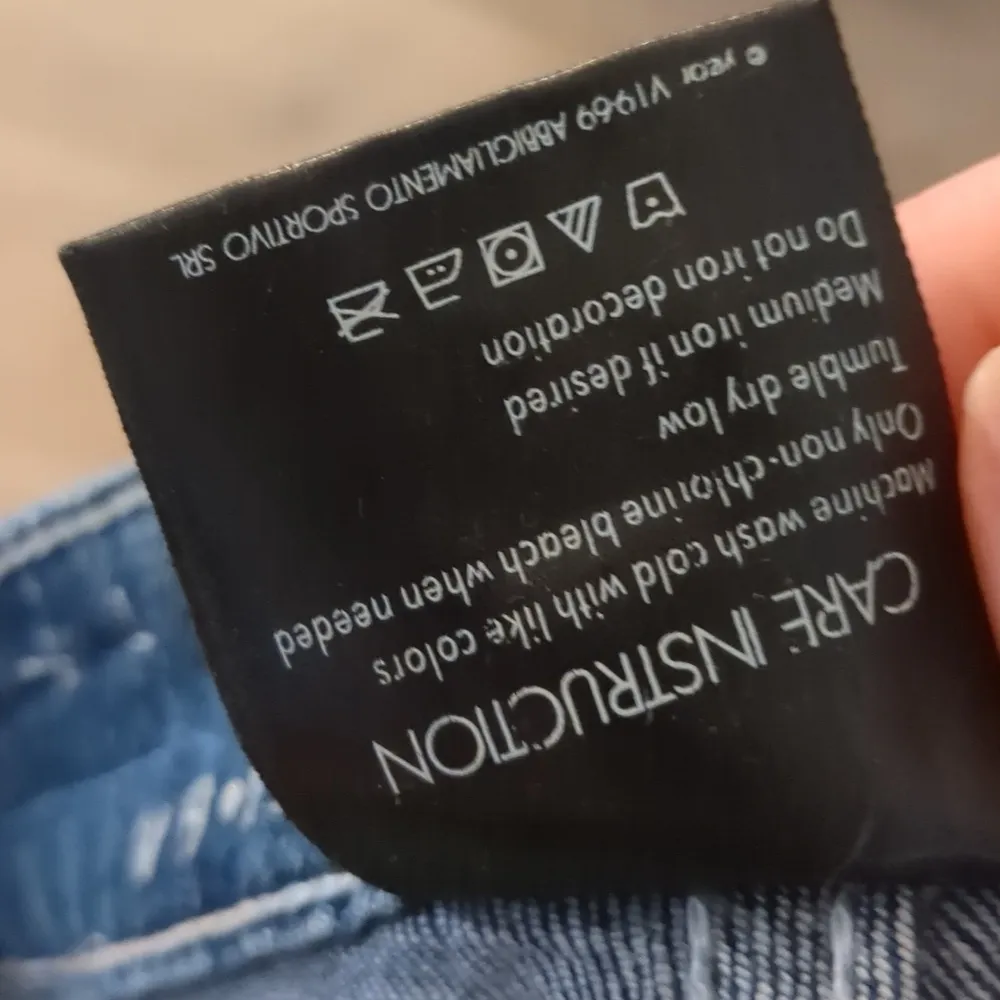 CARE INSTRUCTION
Machine wash cold with like colors
Only non-chlorine bleach when needed
Tumble dry low
Medium iron if desired
Do not iron decoration
© year V1969 ABBIGLIAMENTO SPORTIVO SRL